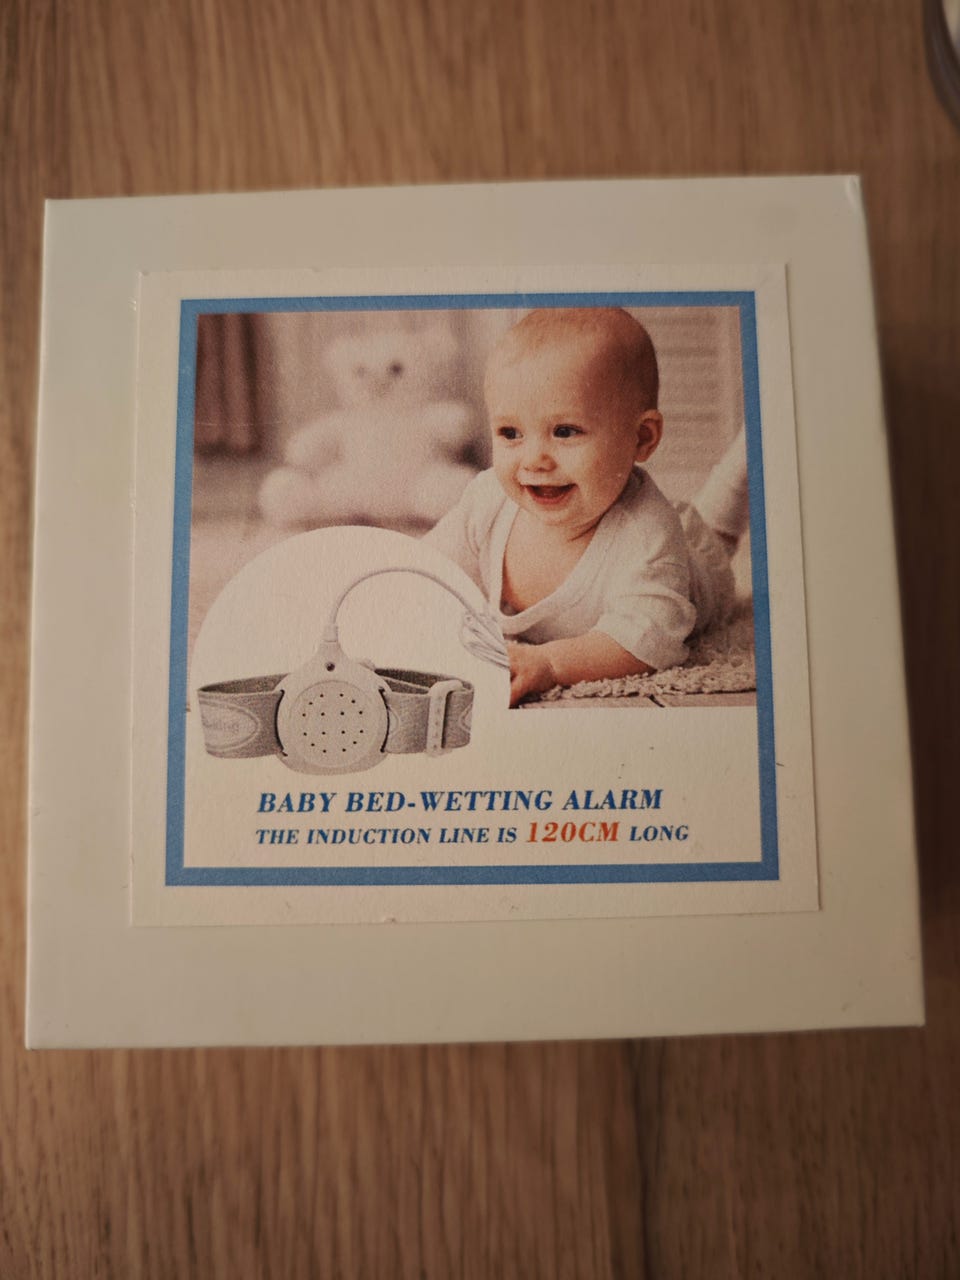 BABY BED-WETTING ALARM
THE INDUCTION LINE IS 120CM LONG